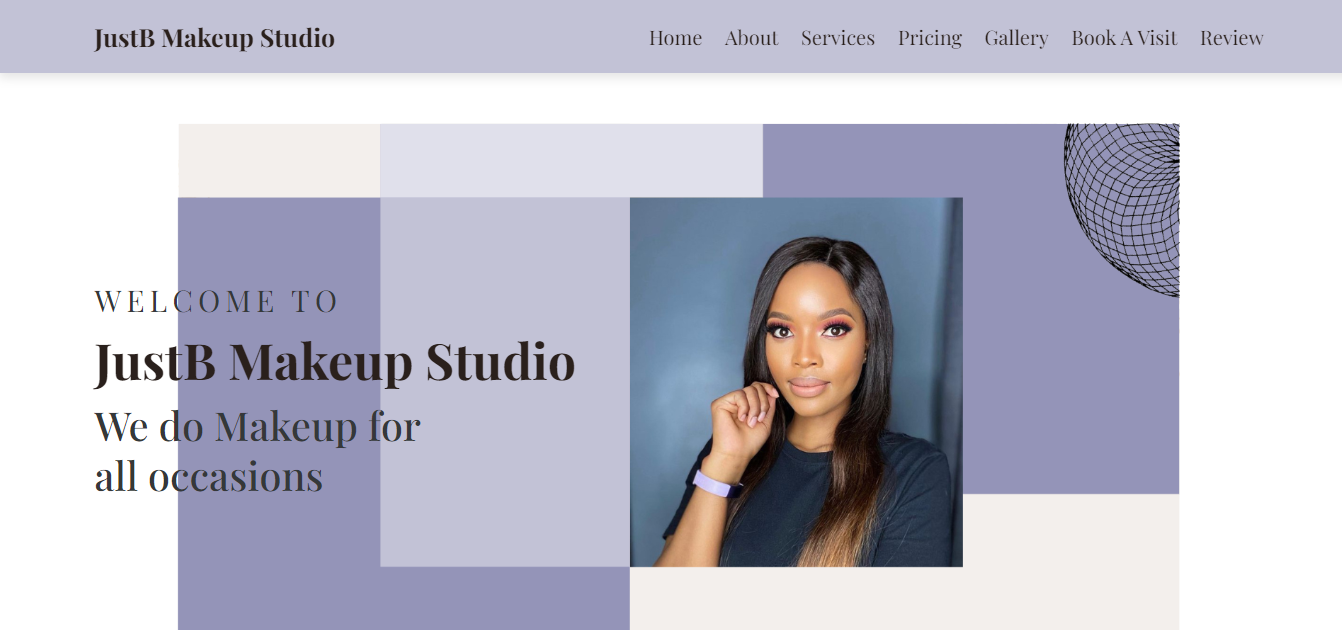 JustB Makeup Studio
Home About Services Pricing Gallery Book A Visit Review
WELCOME TO
JustB Makeup Studio
We do Makeup for
all occasions